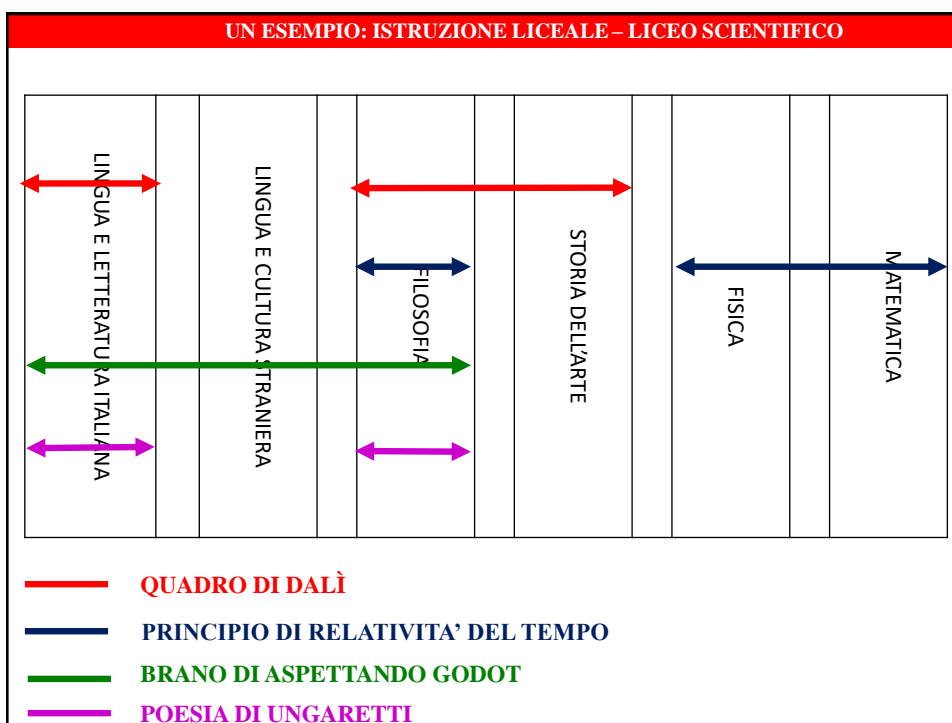 UN ESEMPIO: ISTRUZIONE LICEALE – LICEO SCIENTIFICO
LINGUA E LETTERATURA ITALIANA
LINGUA E CULTURA STRANIERA
FILOSOFIA
STORIA DELL'ARTE
FISICA
MATEMATICA
QUADRO DI DALÌ
PRINCIPIO DI RELATIVITA' DEL TEMPO
BRANO DI ASPETTANDO GODOT
POESIA DI UNGARETTI